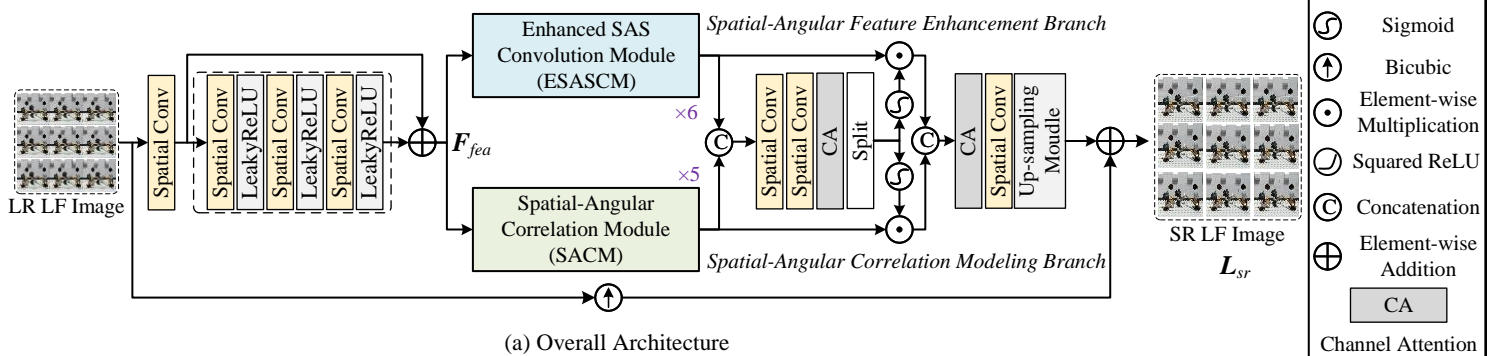 LR LF Image
Spatial Conv
Spatial Conv
LeakyReLU
Spatial Conv
LeakyReLU
Spatial Conv
LeakyReLU
F_fea
Enhanced SAS
Convolution Module
(ESASCM)
×6
×5
Spatial-Angular
Correlation Module
(SACM)
Spatial-Angular Feature Enhancement Branch
C
Spatial Conv
Spatial Conv
CA
Split
C
CA
Spatial Conv
Up-sampling
Moudle
Spatial-Angular Correlation Modeling Branch
SR LF Image
L_sr
(a) Overall Architecture
Sigmoid
Bicubic
Element-wise
Multiplication
Squared ReLU
C
Concatenation
Element-wise
Addition
CA
Channel Attention